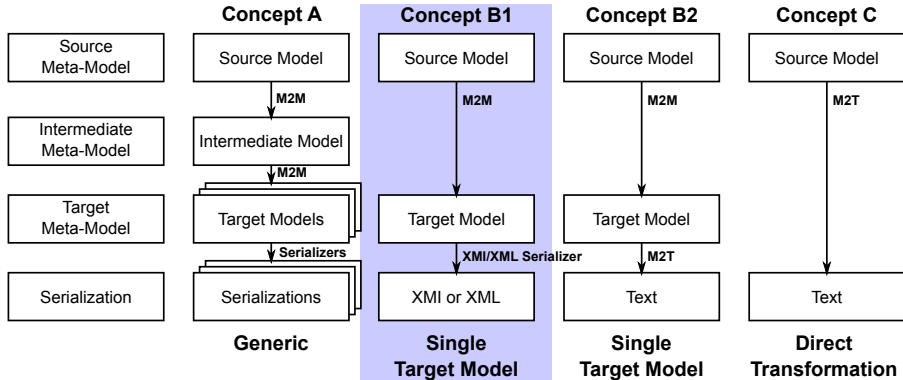 Concept A
Concept B1
Concept B2
Concept C
Source
Meta-Model
Source Model
Source Model
Source Model
Source Model
M2M
M2M
M2M
M2T
Intermediate
Meta-Model
Intermediate Model
M2M
Target
Meta-Model
Target Models
Target Model
Target Model
Serializers
XMI/XML Serializer
M2T
Serialization
Serializations
XMI or XML
Text
Text
Generic
Single
Target Model
Single
Target Model
Direct
Transformation